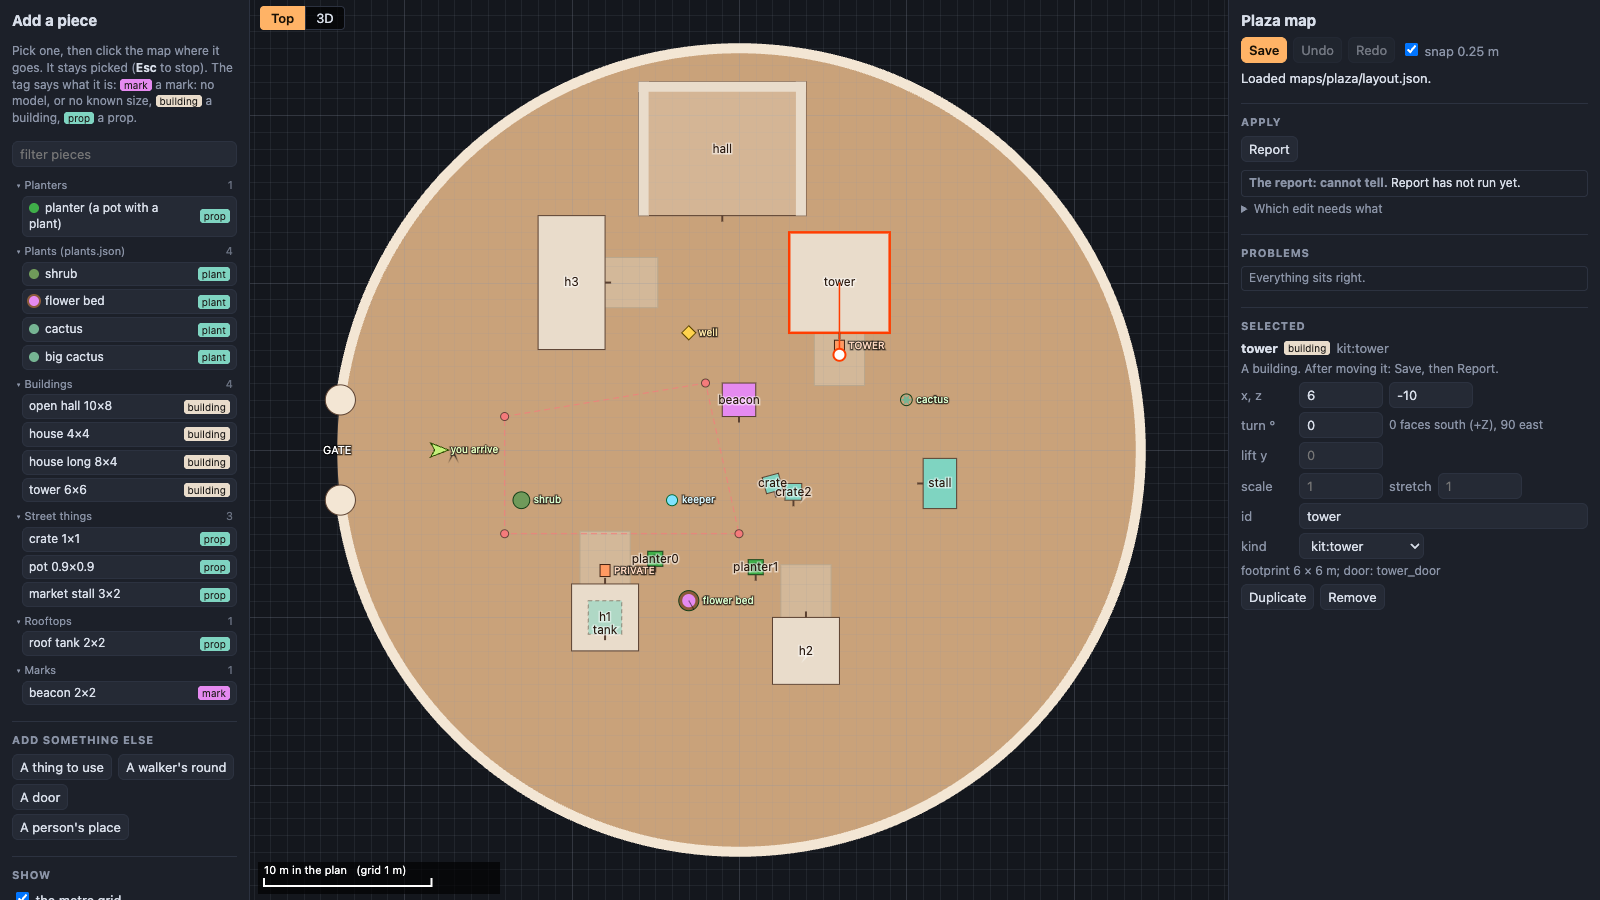 Add a piece
Pick one, then click the map where it
goes. It stays picked (Esc to stop). The
tag says what it is: mark a mark: no
model, or no known size, building a
building, prop a prop.
filter pieces
Planters 1
planter (a pot with a
plant) prop
Plants (plants.json) 4
shrub plant
flower bed plant
cactus plant
big cactus plant
Buildings 4
open hall 10×8 building
house 4×4 building
house long 8×4 building
tower 6×6 building
Street things 3
crate 1×1 prop
pot 0.9×0.9 prop
market stall 3×2 prop
Rooftops 1
roof tank 2×2 prop
Marks 1
beacon 2×2 mark
ADD SOMETHING ELSE
A thing to use A walker's round
A door
A person's place
SHOW
the metre grid
Top 3D
hall
h3
tower
well
TOWER
beacon
cactus
GATE
you arrive
crate
crate2
stall
shrub
keeper
planter0
planter1
PRIVATE
flower bed
h1
tank
h2
10 m in the plan (grid 1 m)
Plaza map
Save Undo Redo snap 0.25 m
Loaded maps/plaza/layout.json.
APPLY
Report
The report: cannot tell. Report has not run yet.
Which edit needs what
PROBLEMS
Everything sits right.
SELECTED
tower building kit:tower
A building. After moving it: Save, then Report.
x, z 6 -10
turn ° 0 0 faces south (+Z), 90 east
lift y 0
scale 1 stretch 1
id tower
kind kit:tower
footprint 6 × 6 m; door: tower_door
Duplicate Remove